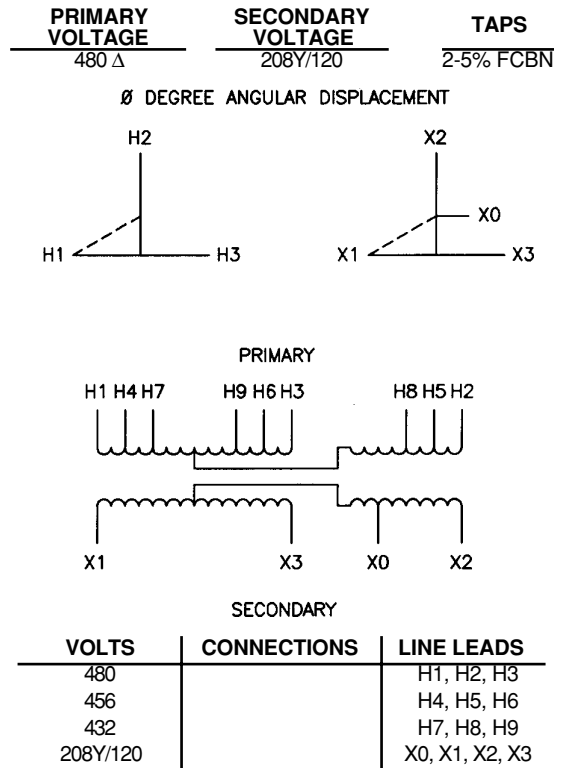 PRIMARY VOLTAGE SECONDARY VOLTAGE TAPS
480 Δ 208Y/120 2-5% FCBN
Ø DEGREE ANGULAR DISPLACEMENT
H2 X2
X0
H1 H3 X1 X3
PRIMARY
H1 H4 H7 H9 H6 H3 H8 H5 H2
X1 X3 X0 X2
SECONDARY
VOLTS CONNECTIONS LINE LEADS
480 H1, H2, H3
456 H4, H5, H6
432 H7, H8, H9
208Y/120 X0, X1, X2, X3